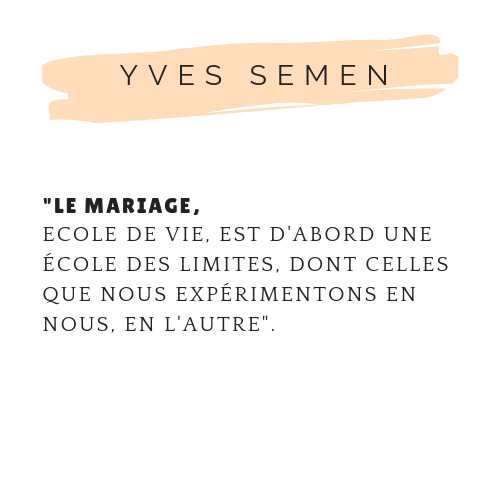 YVES SEMEN
"LE MARIAGE,
ECOLE DE VIE, EST D'ABORD UNE
ÉCOLE DES LIMITES, DONT CELLES
QUE NOUS EXPÉRIMENTONS EN
NOUS, EN L'AUTRE".